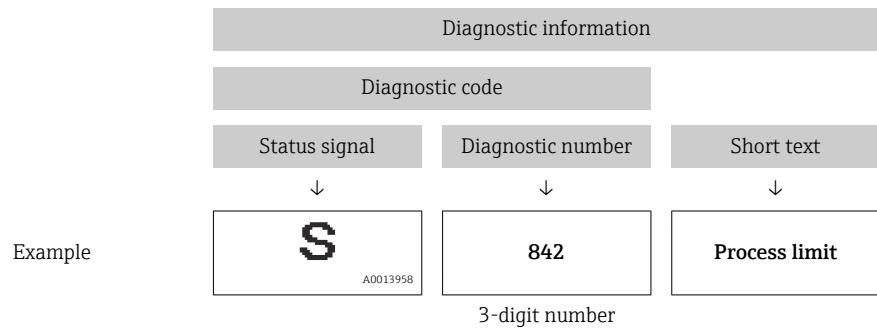 Diagnostic information
Diagnostic code
Status signal Diagnostic number Short text
↓ ↓ ↓
Example S 842 Process limit
A0013958
3-digit number